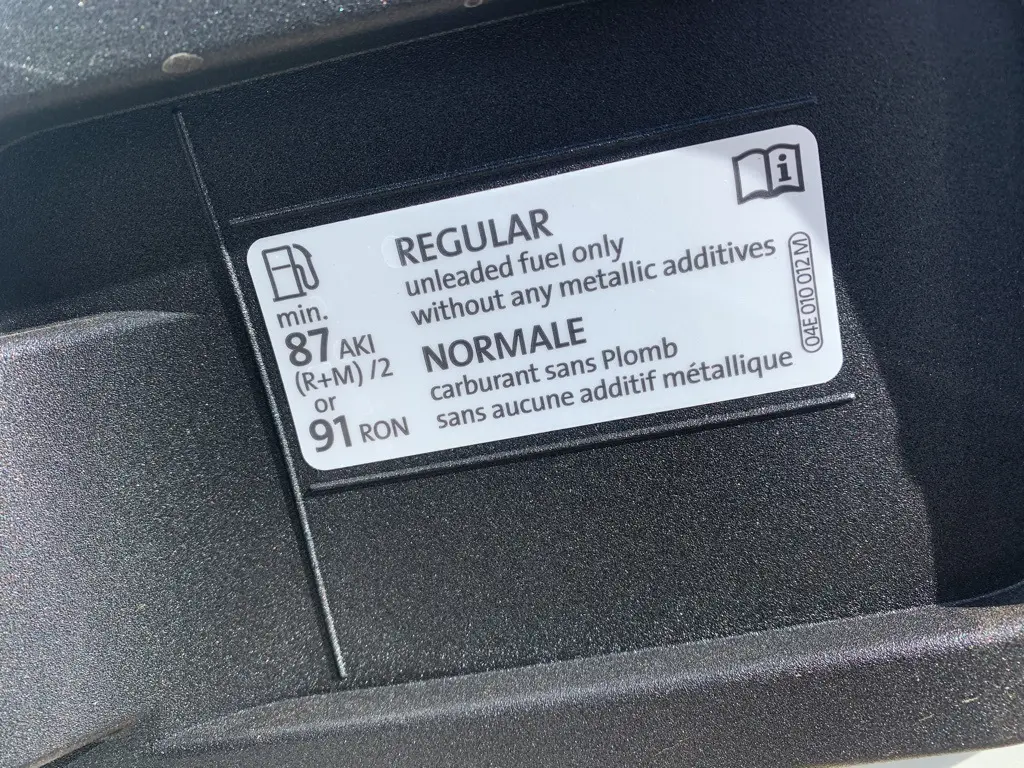 min.
87 AKI
(R+M) /2
or
91 RON
REGULAR
unleaded fuel only
without any metallic additives
NORMALE
carburant sans Plomb
sans aucune additif métallique
i
04E 010 012 M